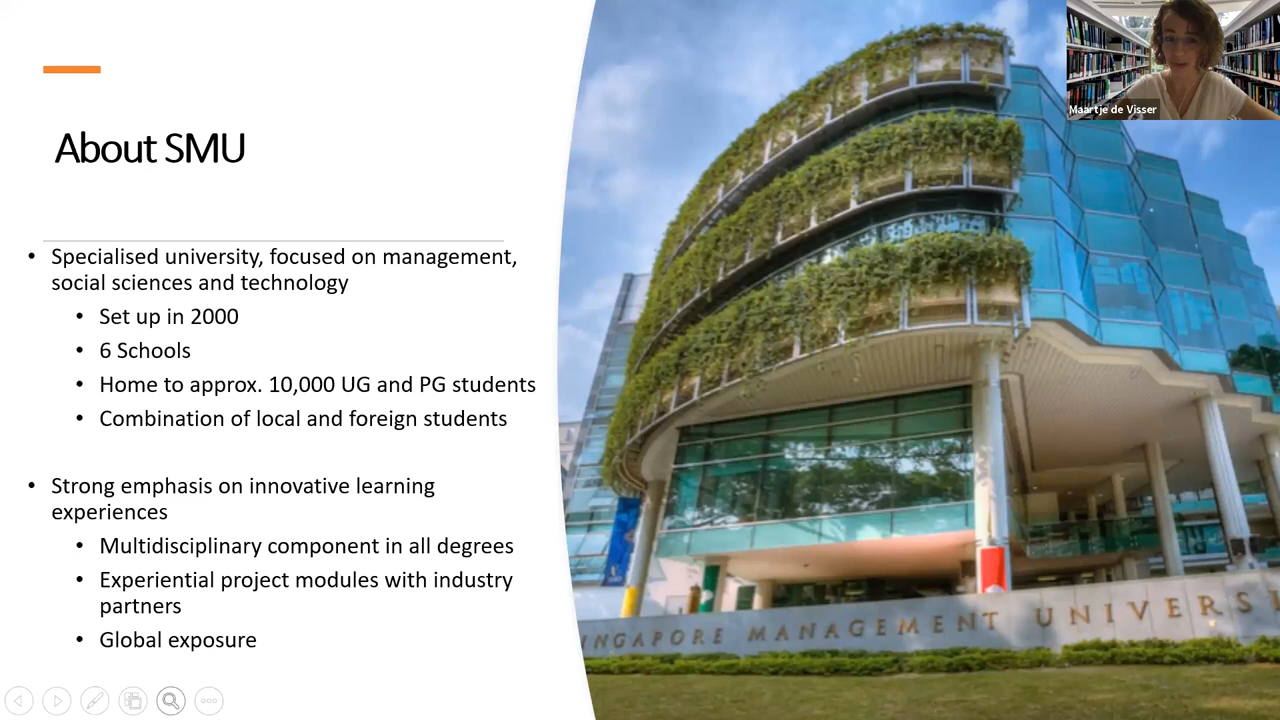 Maartje de Visser
About SMU
• Specialised university, focused on management,
social sciences and technology
• Set up in 2000
• 6 Schools
• Home to approx. 10,000 UG and PG students
• Combination of local and foreign students
• Strong emphasis on innovative learning
experiences
• Multidisciplinary component in all degrees
• Experiential project modules with industry
partners
• Global exposure
INGAPORE MANAGEMENT UNIVERSI